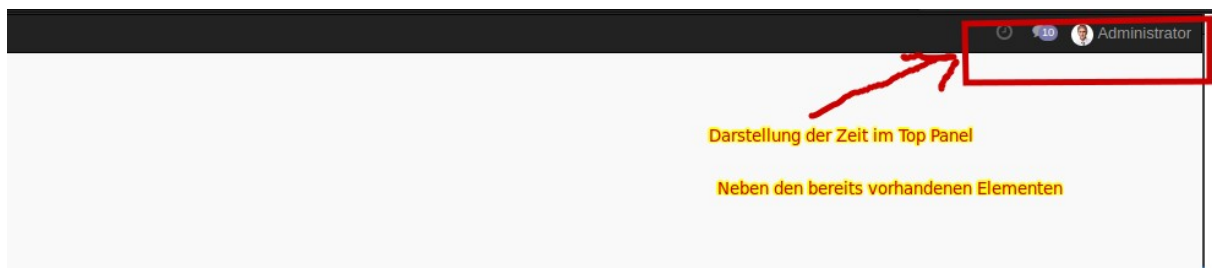 10 Administrator
Darstellung der Zeit im Top Panel
Neben den bereits vorhandenen Elementen